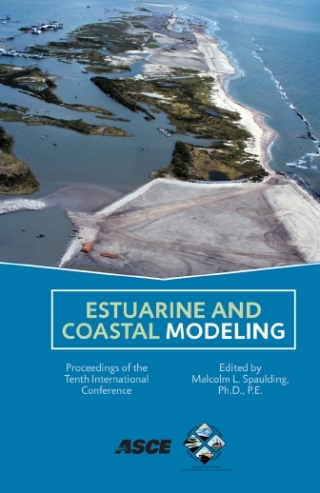 ESTUARINE AND
COASTAL MODELING
Proceedings of the
Tenth International
Conference
Edited by
Malcolm L. Spaulding,
Ph.D., P.E.
ASCE